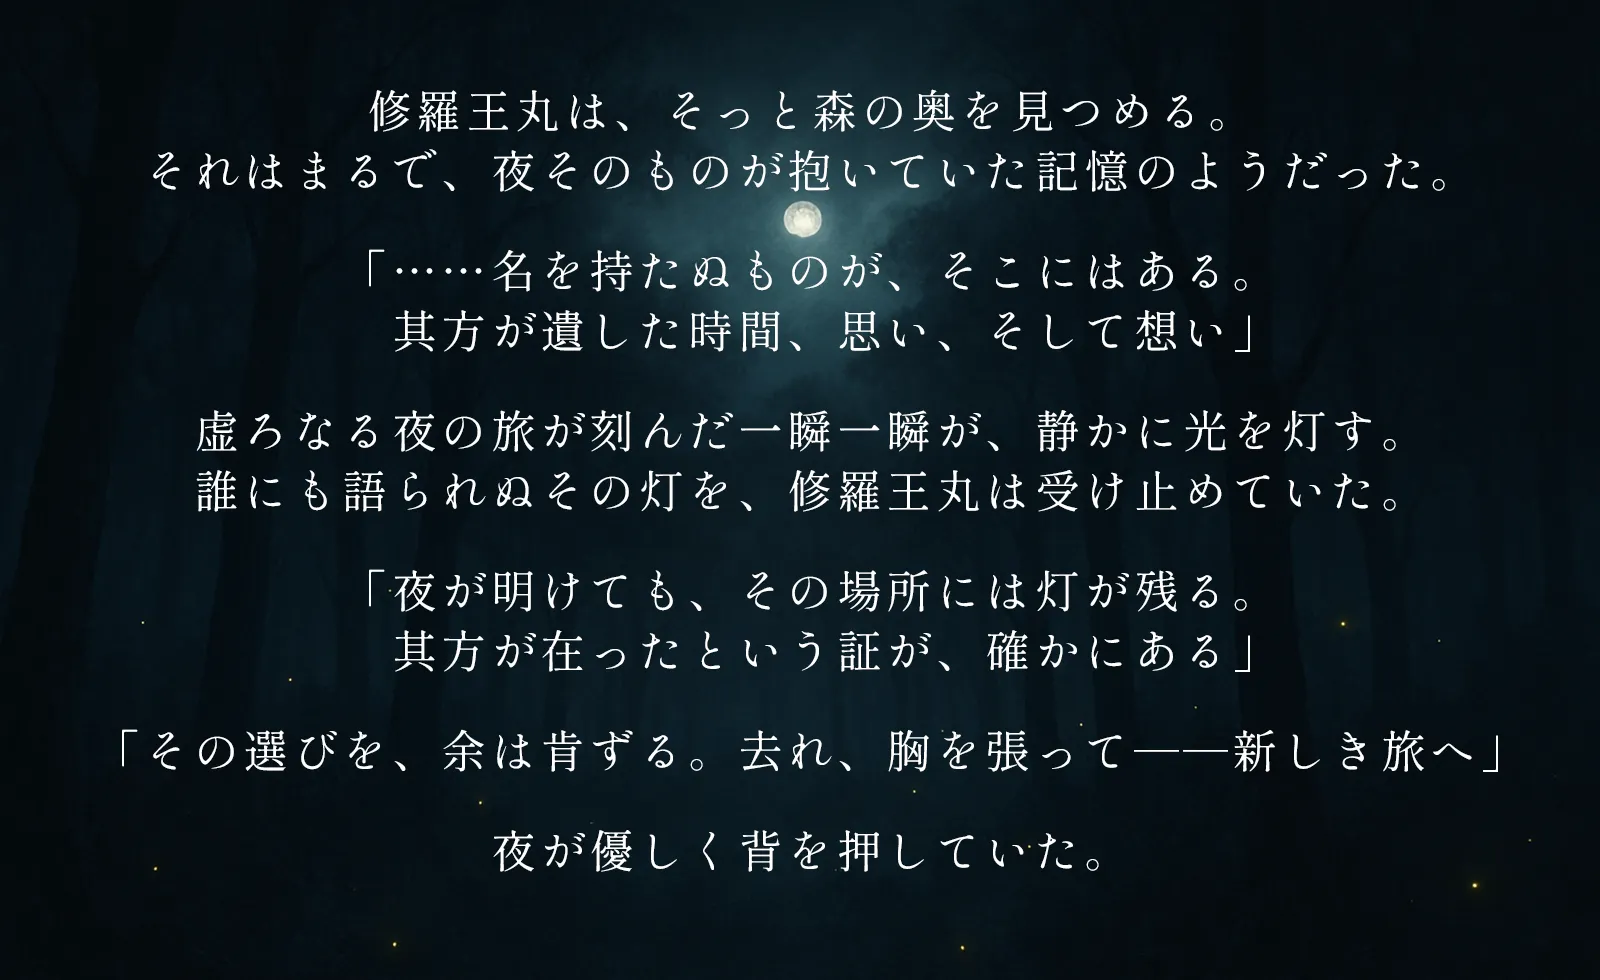 修羅王丸は、そっと森の奥を見つめる。
それはまるで、夜そのものが抱いていた記憶のようだった。
「……名を持たぬものが、そこにはある。
其方が遺した時間、思い、そして想い」
虚ろなる夜の旅が刻んだ一瞬一瞬が、静かに光を灯す。
誰にも語られぬその灯を、修羅王丸は受け止めていた。
「夜が明けても、その場所には灯が残る。
其方が在ったという証が、確かにある」
「その選びを、余は肯ずる。去れ、胸を張って――新しき旅へ」
夜が優しく背を押していた。